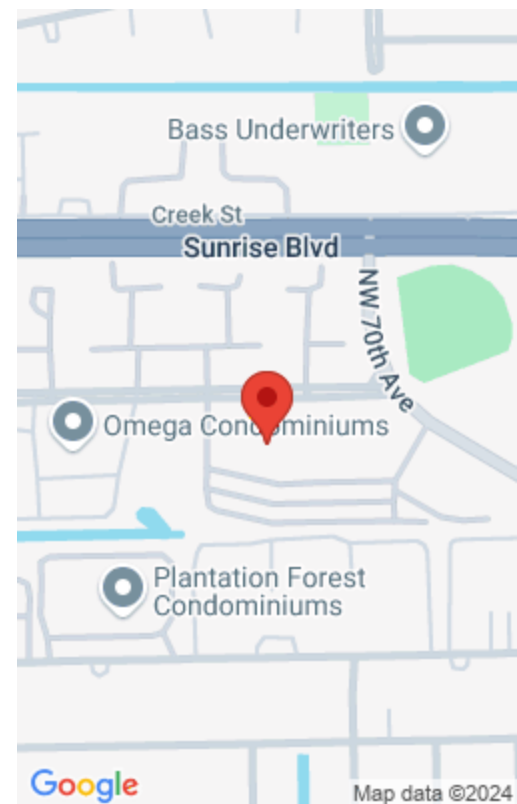 Bass Underwriters
Creek St
Sunrise Blvd
NW 70th Ave
Omega Condominiums
Plantation Forest
Condominiums
Google
Map data ©2024